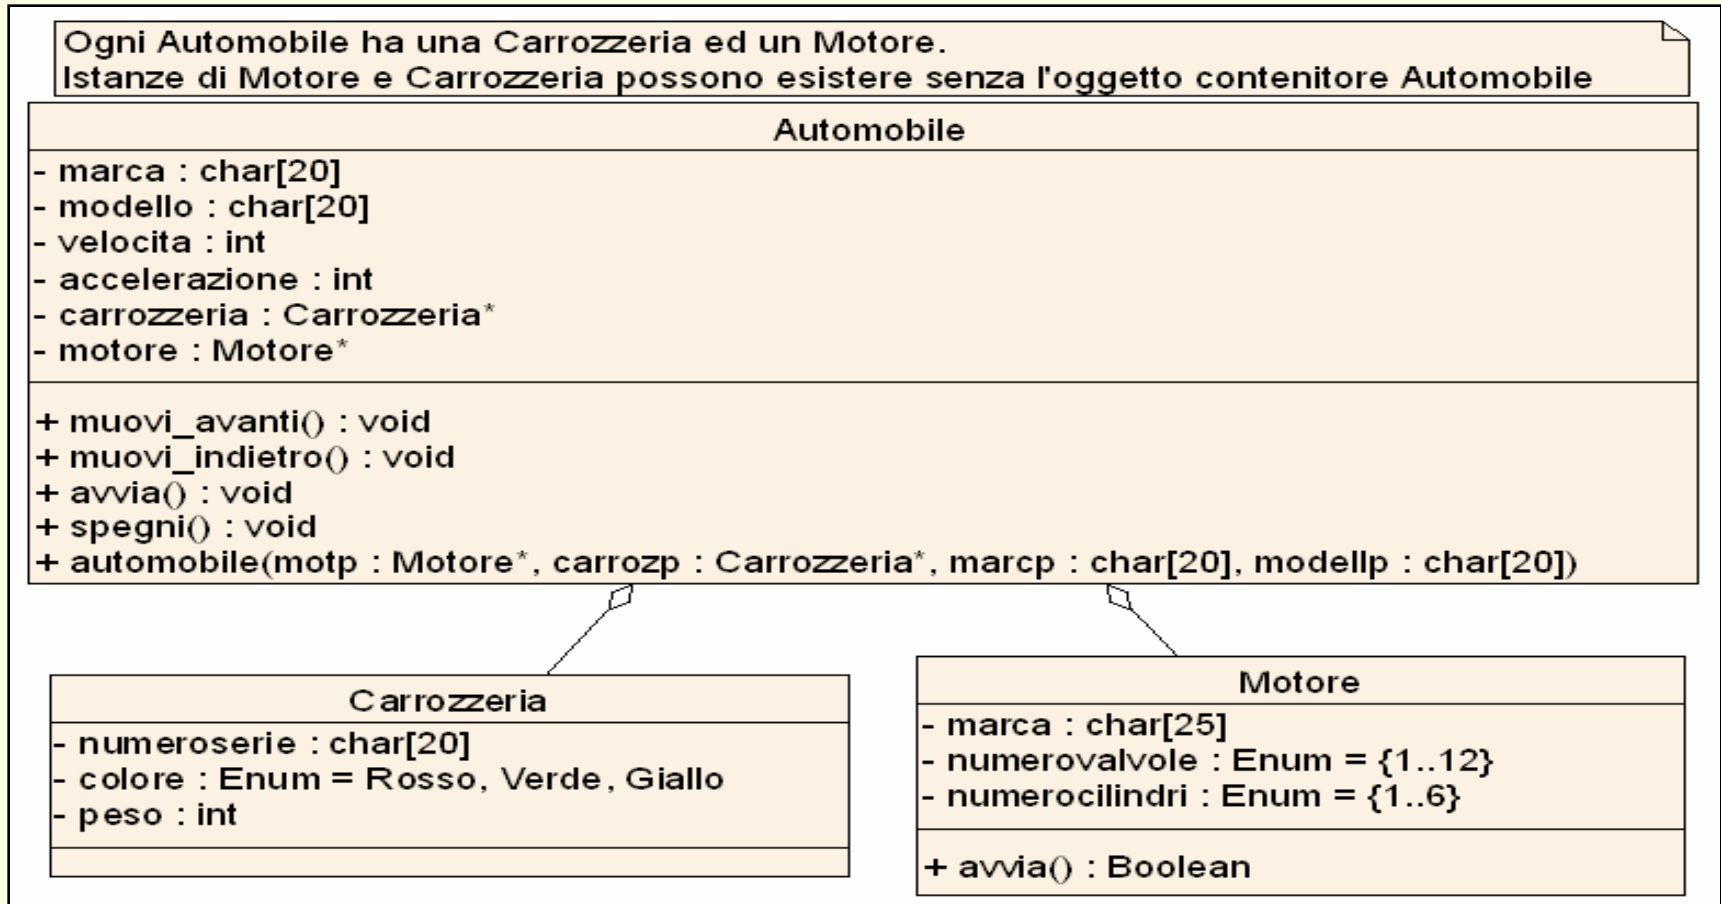 Ogni Automobile ha una Carrozzeria ed un Motore.
Istanze di Motore e Carrozzeria possono esistere senza l'oggetto contenitore Automobile
Automobile
- marca : char[20]
- modello : char[20]
- velocita : int
- accelerazione : int
- carrozzeria : Carrozzeria*
- motore : Motore*
+ muovi_avanti() : void
+ muovi_indietro() : void
+ avvia() : void
+ spegni() : void
+ automobile(motp : Motore*, carrozp : Carrozzeria*, marcp : char[20], modellp : char[20])
Carrozzeria
- numeroserie : char[20]
- colore : Enum = Rosso, Verde, Giallo
- peso : int
Motore
- marca : char[25]
- numerovalvole : Enum = {1..12}
- numerocilindri : Enum = {1..6}
+ avvia() : Boolean